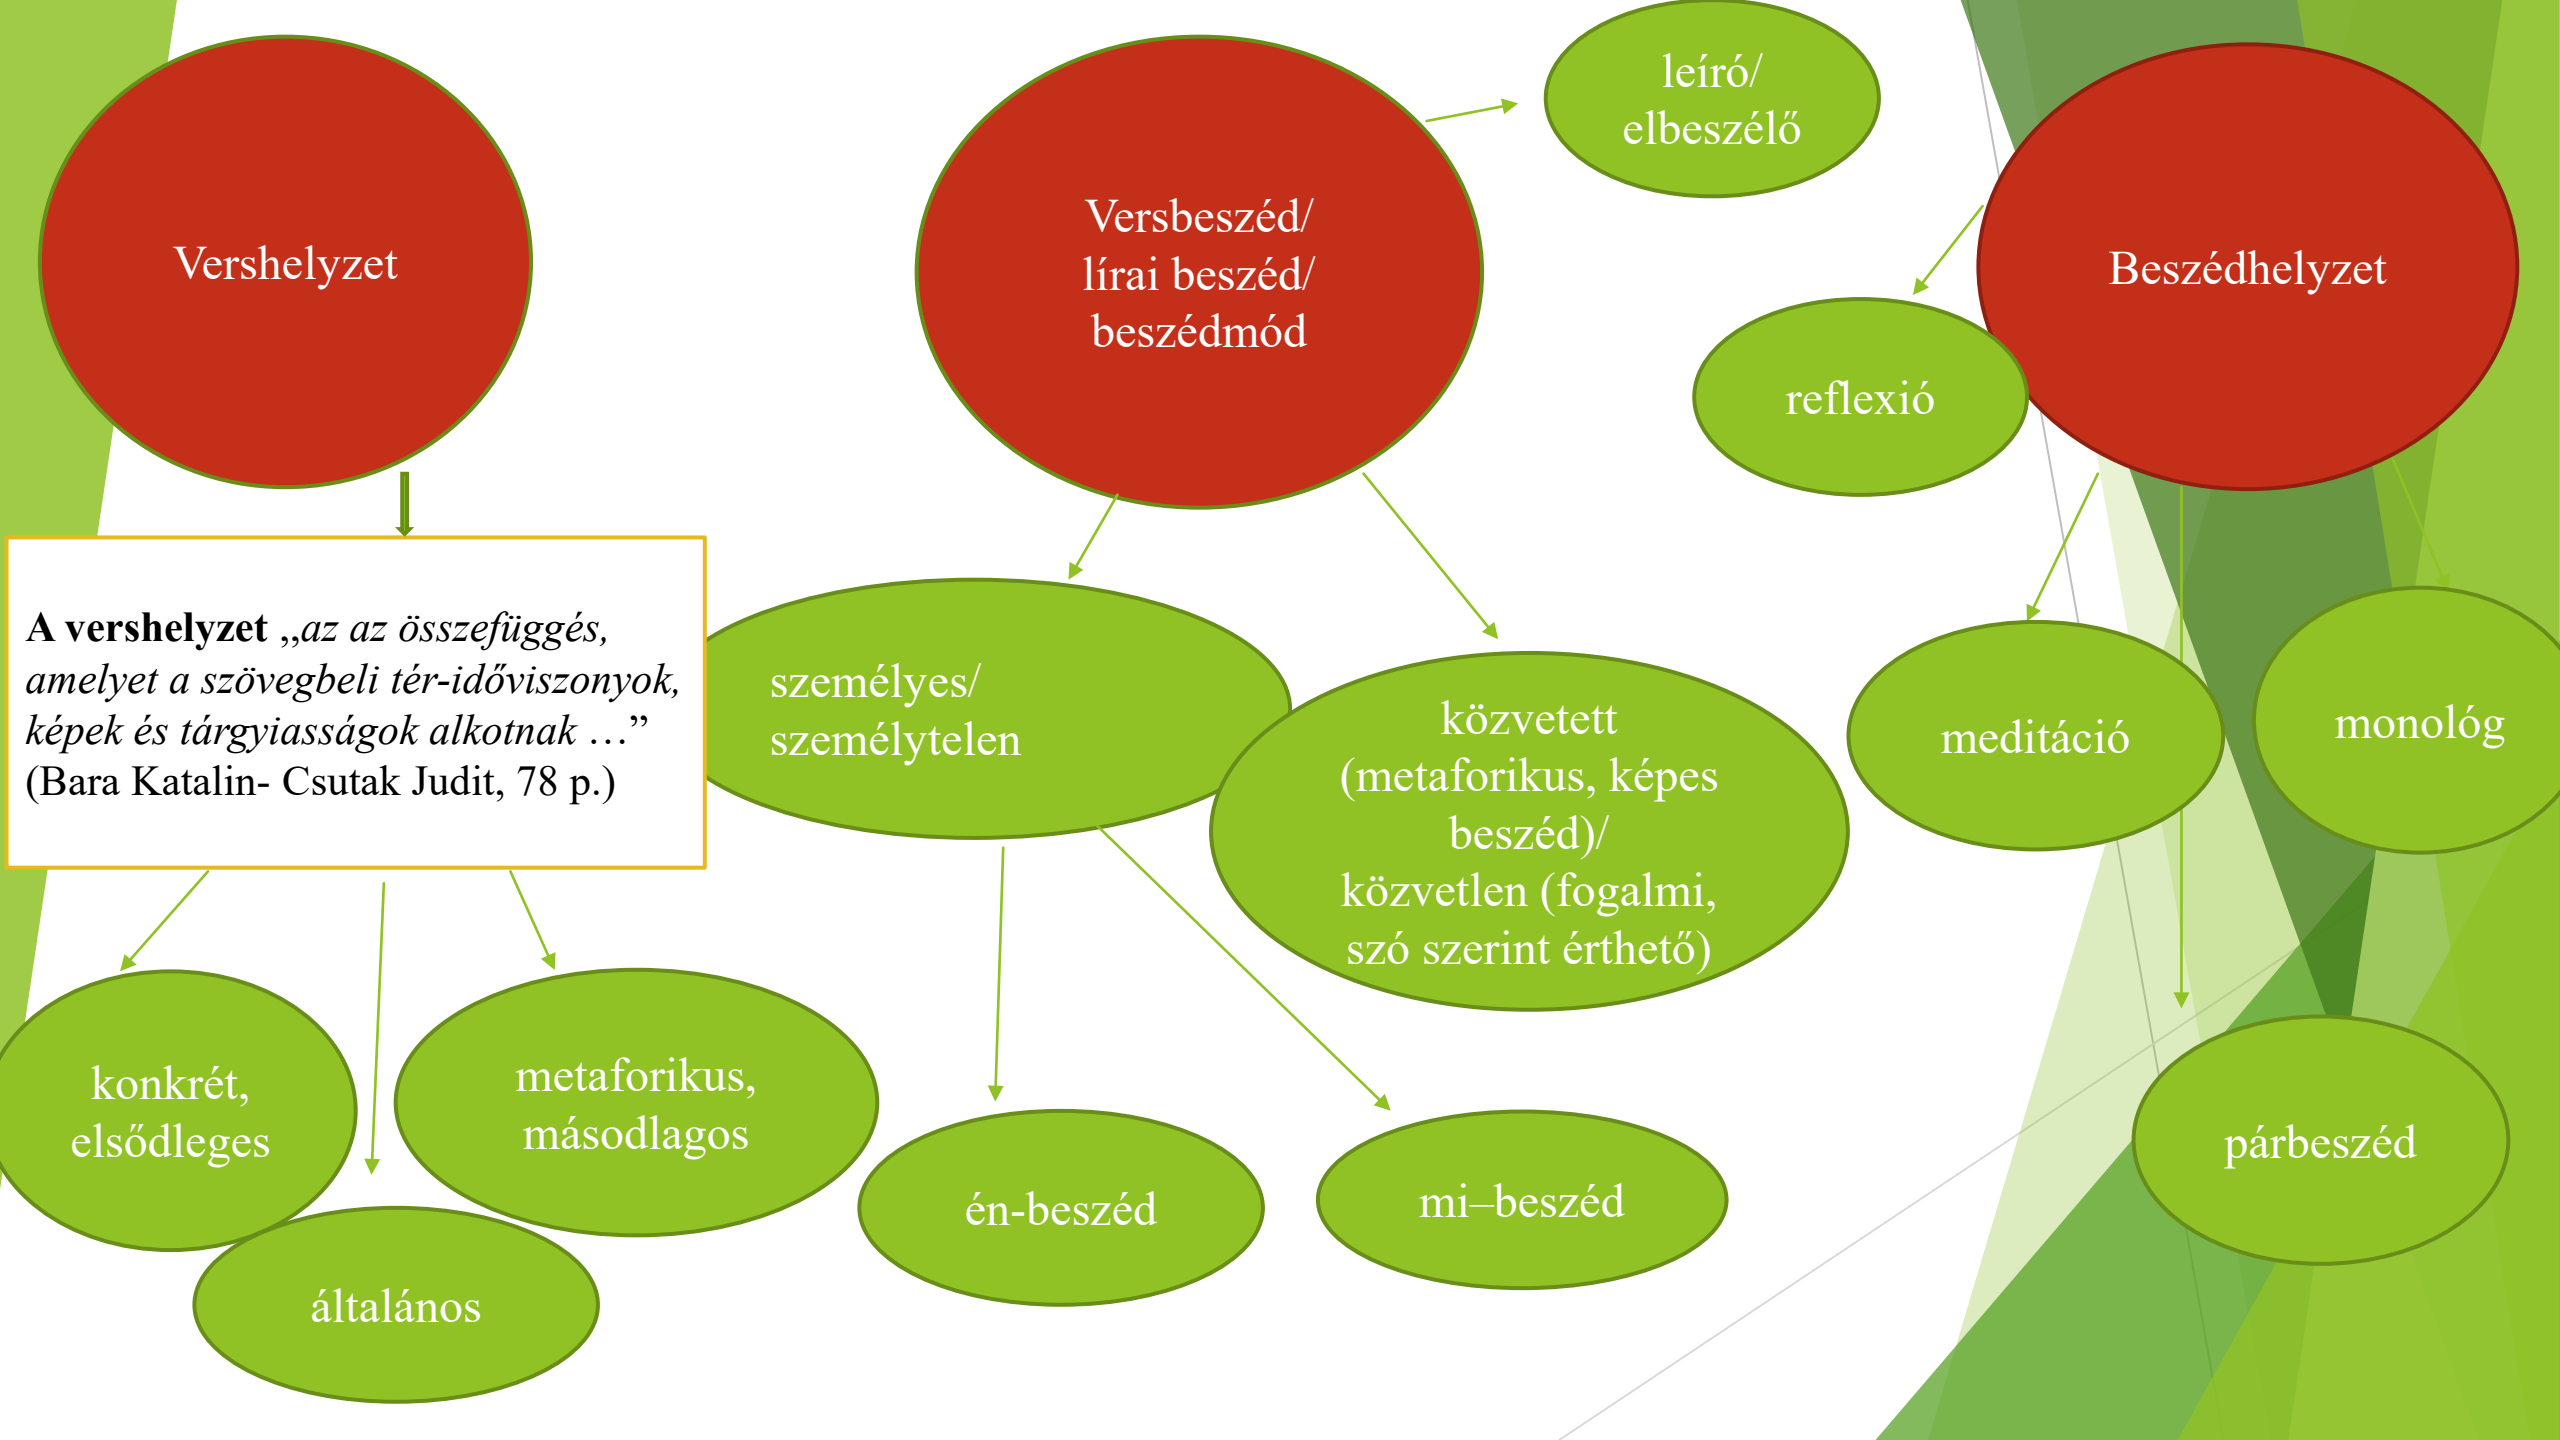 Vershelyzet
A vershelyzet „az az összefüggés,
amelyet a szövegbeli tér-időviszonyok,
képek és tárgyiasságok alkotnak …”
(Bara Katalin- Csutak Judit, 78 p.)
konkrét,
elsődleges
általános
metaforikus,
másodlagos
Versbeszéd/
lírai beszéd/
beszédmód
leíró/
elbeszélő
személyes/
személytelen
közvetett
(metaforikus, képes
beszéd)/
közvetlen (fogalmi,
szó szerint érthető)
én-beszéd
mi–beszéd
Beszédhelyzet
reflexió
meditáció
monológ
párbeszéd